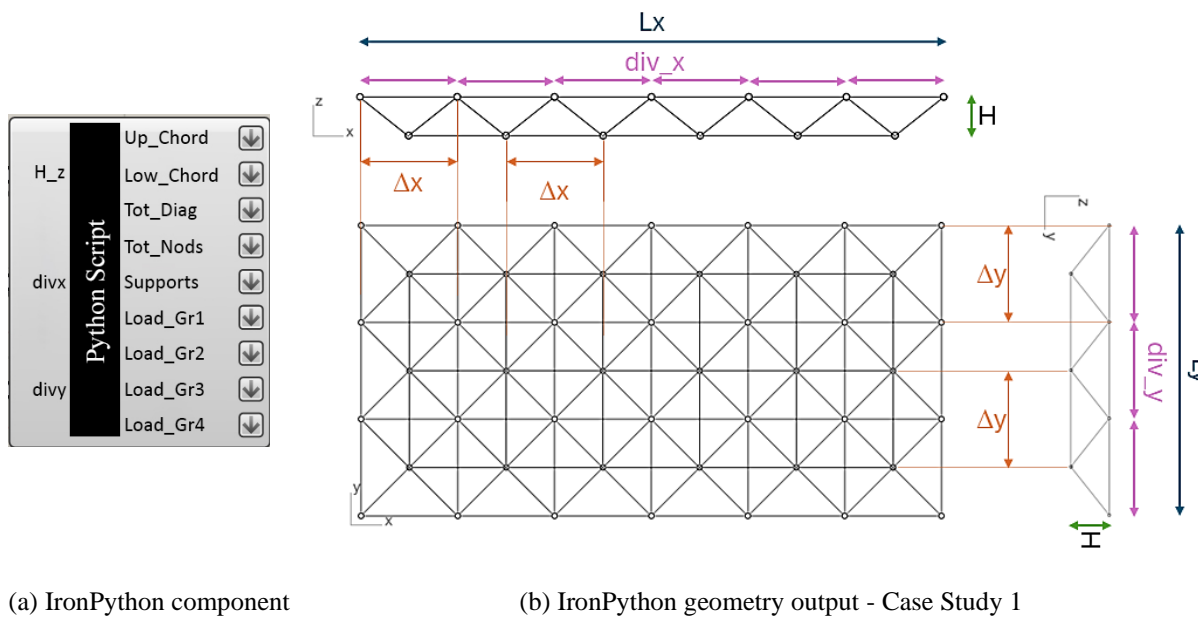 H_z
divx
divy
Python Script
Up_Chord
Low_Chord
Tot_Diag
Tot_Nods
Supports
Load_Gr1
Load_Gr2
Load_Gr3
Load_Gr4
Lx
div_x
z
x
H
Δx
Δx
z
y
Δy
div_y
Ly
Δy
y
x
H
(a) IronPython component
(b) IronPython geometry output - Case Study 1